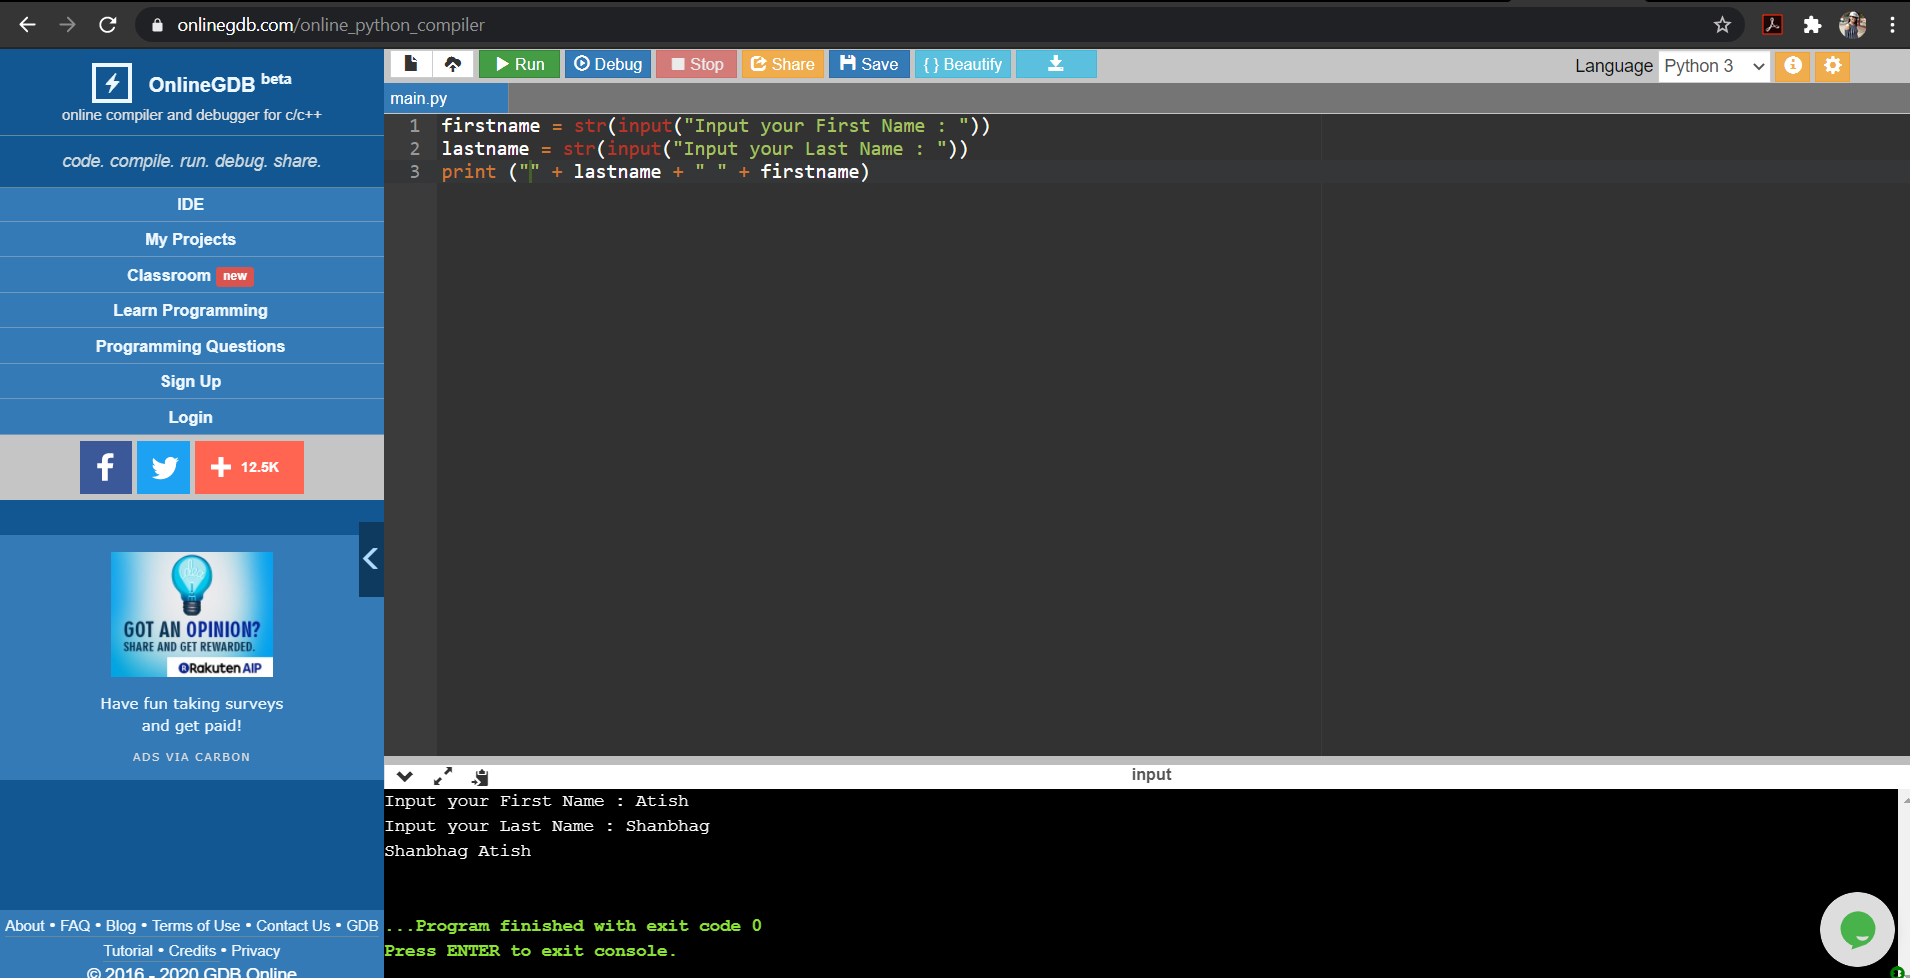 onlinegdb.com/online_python_compiler
OnlineGDB beta
online compiler and debugger for c/c++
code. compile. run. debug. share.
IDE
My Projects
Classroom new
Learn Programming
Programming Questions
Sign Up
Login
12.5K
GOT AN OPINION?
SHARE AND GET REWARDED.
Rakuten AIP
Have fun taking surveys
and get paid!
ADS VIA CARBON
About • FAQ • Blog • Terms of Use • Contact Us • GDB
Tutorial • Credits • Privacy
© 2016 - 2020 GDB Online
Run Debug Stop Share Save { } Beautify
Language Python 3
main.py
1 firstname = str(input("Input your First Name : "))
2 lastname = str(input("Input your Last Name : "))
3 print ("" + lastname + " " + firstname)
input
Input your First Name : Atish
Input your Last Name : Shanbhag
Shanbhag Atish
...Program finished with exit code 0
Press ENTER to exit console.